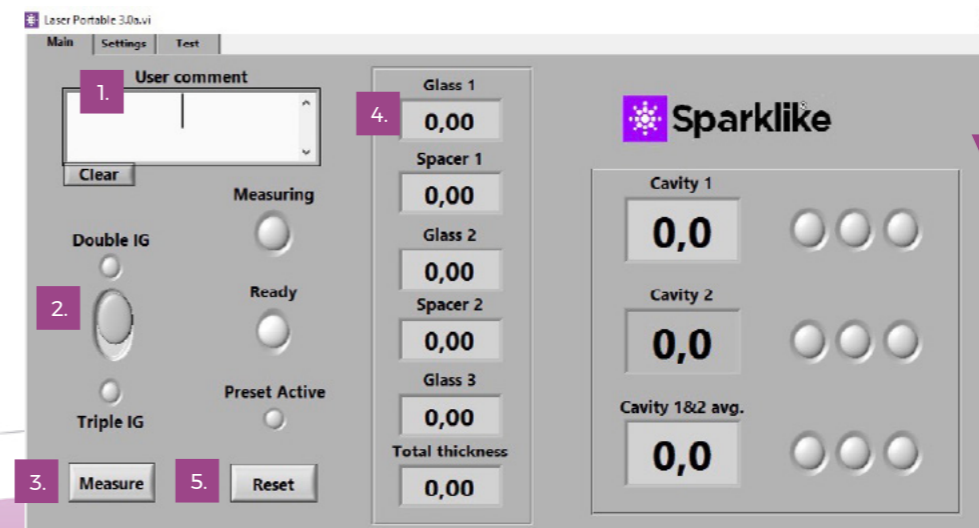 Laser Portable 3.0a.vi
Main Settings Test
1.
User comment
Clear
Measuring
Double IG
2.
Ready
Preset Active
Triple IG
3.
Measure
5.
Reset
4.
Glass 1
0,00
Spacer 1
0,00
Glass 2
0,00
Spacer 2
0,00
Glass 3
0,00
Total thickness
0,00
Sparklike
Cavity 1
0,0
Cavity 2
0,0
Cavity 1&2 avg.
0,0